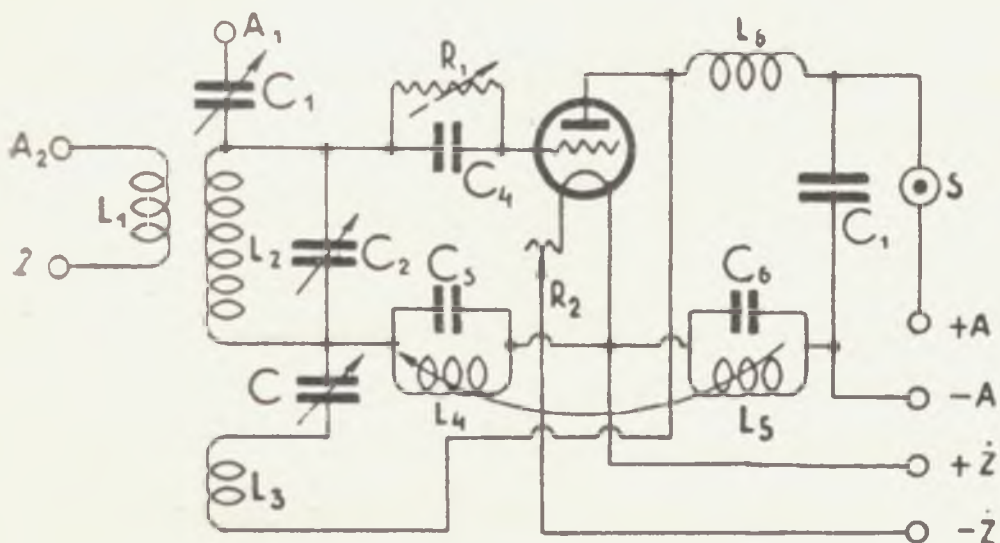 A₁
L₆
R₁
C₁
A₂
L₁
C₄
S
C₁
Z
L₂
C₂
C₅
R₂
C₆
+A
C
L₄
L₅
-A
L₃
+Ż
-Ż